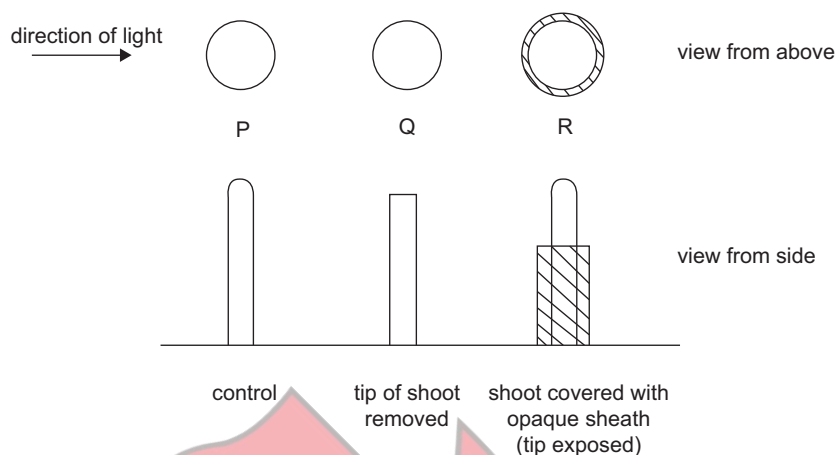 direction of light
view from above
P
Q
R
view from side
control
tip of shoot
removed
shoot covered with
opaque sheath
(tip exposed)